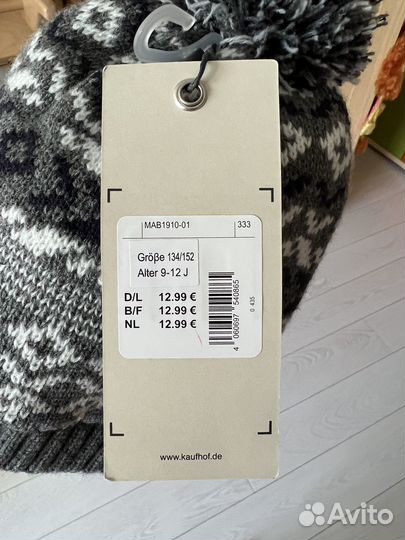 MAB1910-01 333
Größe 134/152
Alter 9-12 J
D/L 12.99 €
B/F 12.99 €
NL 12.99 €
4 060697 540865
0 435
www.kaufhof.de
Avito